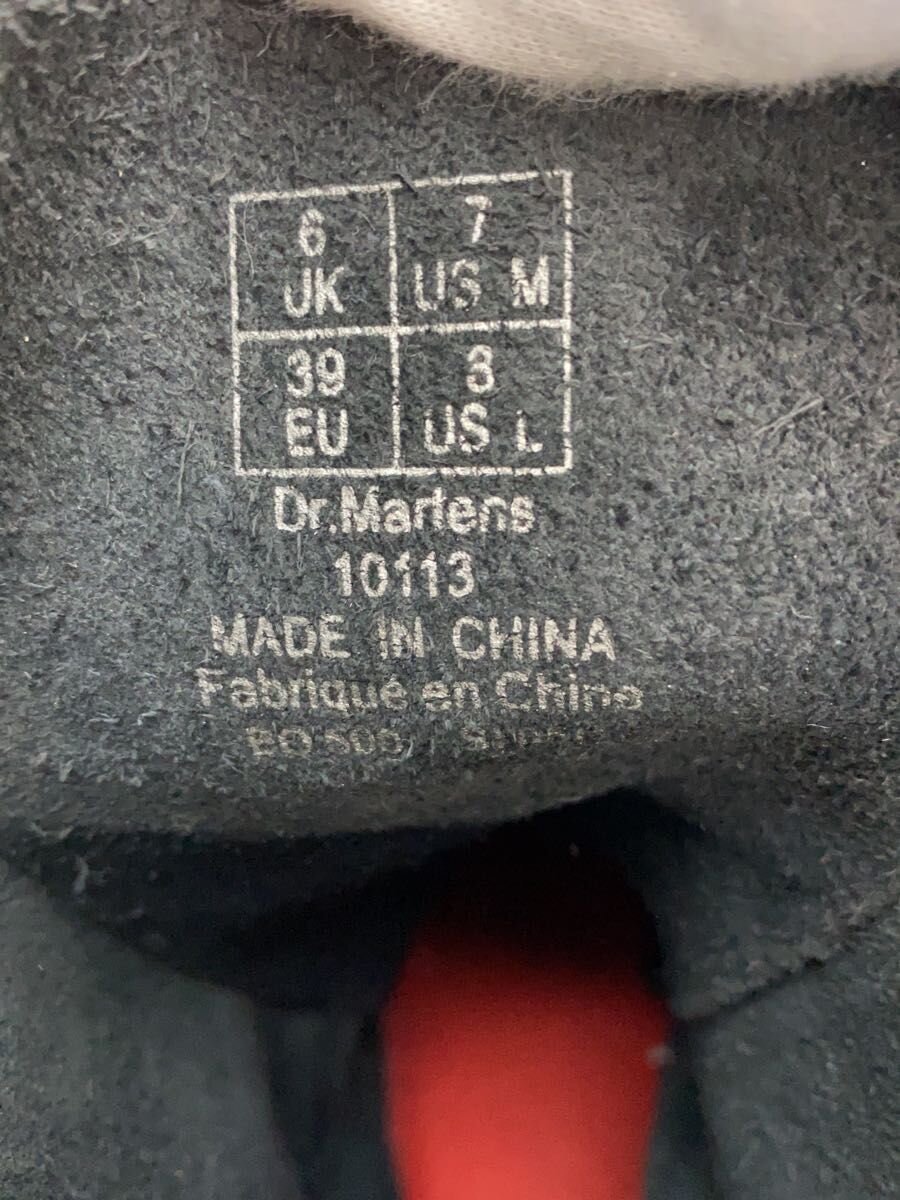 6 7
UK US M
39 8
EU US L
Dr.Martens
10113
MADE IN CHINA
Fabriqué en Chine